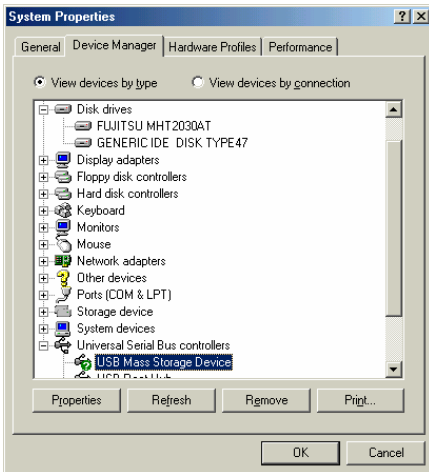 System Properties
General Device Manager Hardware Profiles Performance
View devices by type View devices by connection
Disk drives
FUJITSU MHT2030AT
GENERIC IDE DISK TYPE47
Display adapters
Floppy disk controllers
Hard disk controllers
Keyboard
Monitors
Mouse
Network adapters
Other devices
Ports (COM & LPT)
Storage device
System devices
Universal Serial Bus controllers
USB Mass Storage Device
USB Root Hub
Properties Refresh Remove Print...
OK Cancel